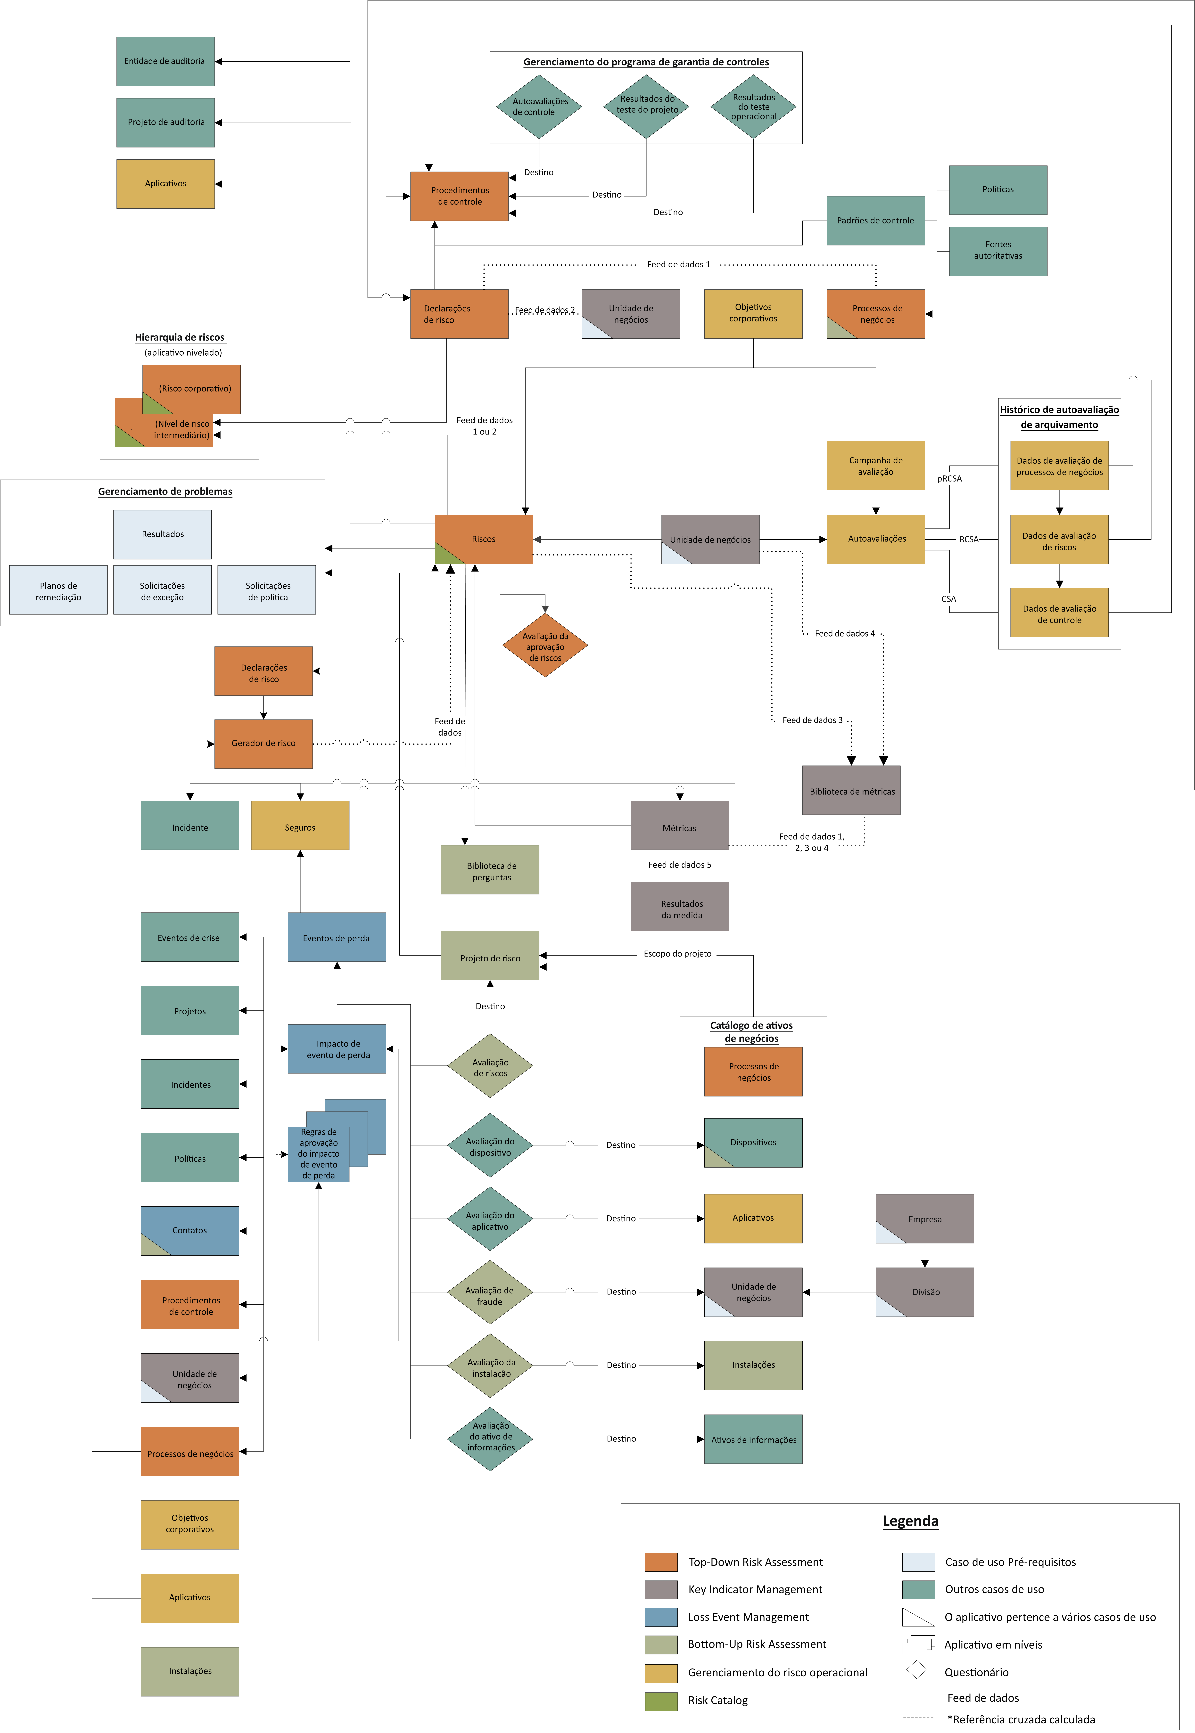 Entidade de auditoria
Projeto de auditoria
Aplicativos
Gerenciamento do programa de garantia de controles
Autoavaliações
de controle
Resultados do
teste do projeto
Resultados
do teste
operacional
Destino
Procedimentos
de controle
Destino
Destino
Políticas
Padrões de controle
Fontes
autoritativas
Feed de dados 1
Declarações
de risco
Feed de dados 2
Unidade de
negócios
Objetivos
corporativos
Processos de
negócios
Hierarquia de riscos
(aplicativo nivelado)
(Risco corporativo)
(Nível de risco
intermediário)
Feed de dados
1 ou 2
Histórico de autoavaliação
de arquivamento
Campanha de
avaliação
Dados de avaliação de
processos de negócios
pRCSA
Gerenciamento de problemas
Resultados
Planos de
remediação
Solicitações
de exceção
Solicitações
de política
Riscos
Unidade de negócios
Autoavaliações
RCSA
Dados de avaliação
de riscos
CSA
Dados de avaliação
de controle
Avaliação da
aprovação
de riscos
Feed de dados 4
Declarações
de risco
Gerador de risco
Feed de
dados
Feed de dados 3
Biblioteca de métricas
Incidente
Seguros
Métricas
Feed de dados 1,
2, 3 ou 4
Feed de dados 5
Biblioteca de
perguntas
Resultados
da medida
Eventos de crise
Eventos de perda
Projeto de risco
Escopo do projeto
Destino
Projetos
Catálogo de ativos
de negócios
Impacto de
evento de perda
Avaliação
de riscos
Processos de
negócios
Incidentes
Regras de
aprovação
do impacto
de evento
de perda
Políticas
Avaliação do
dispositivo
Destino
Dispositivos
Contatos
Avaliação do
aplicativo
Destino
Aplicativos
Empresa
Procedimentos
de controle
Avaliação de
fraude
Destino
Unidade de
negócios
Divisão
Unidade de
negócios
Avaliação da
instalação
Destino
Instalações
Processos de negócios
Avaliação
do ativo de
informações
Destino
Ativos de informações
Objetivos
corporativos
Aplicativos
Instalações
Legenda
Top-Down Risk Assessment
Caso de uso Pré-requisitos
Key Indicator Management
Outros casos de uso
Loss Event Management
O aplicativo pertence a vários casos de uso
Bottom-Up Risk Assessment
Aplicativo em níveis
Gerenciamento do risco operacional
Questionário
Risk Catalog
Feed de dados
*Referência cruzada calculada